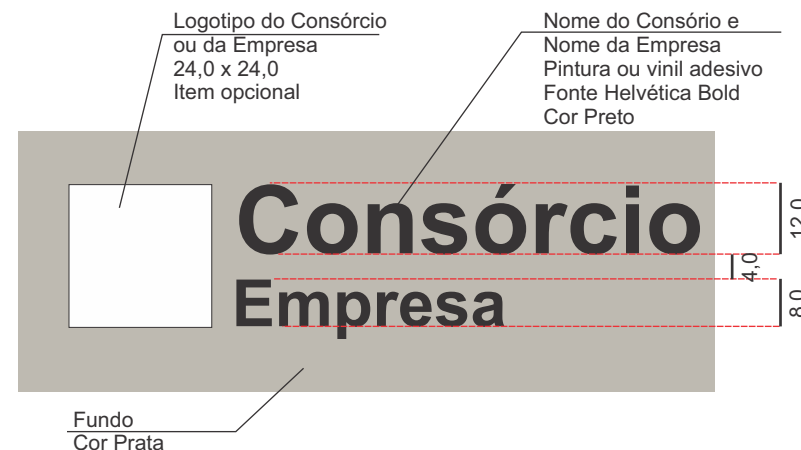 Logotipo do Consórcio
ou da Empresa
24,0 x 24,0
Item opcional
Nome do Consório e
Nome da Empresa
Pintura ou vinil adesivo
Fonte Helvética Bold
Cor Preto
Consórcio
Empresa
12,0
4,0
8,0
Fundo
Cor Prata